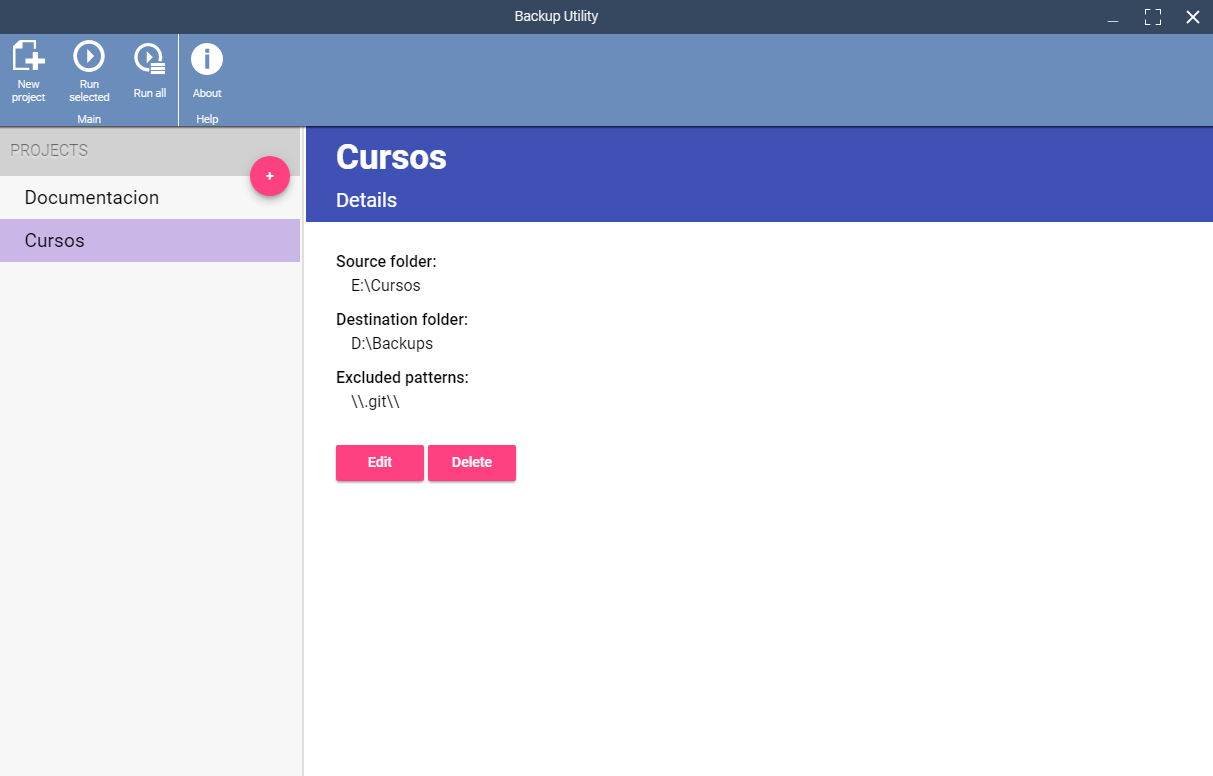 Backup Utility
New
project
Run
selected
Run all
Main
About
Help
PROJECTS
+
Documentacion
Cursos
Cursos
Details
Source folder:
E:\Cursos
Destination folder:
D:\Backups
Excluded patterns:
\\.git\\
Edit
Delete